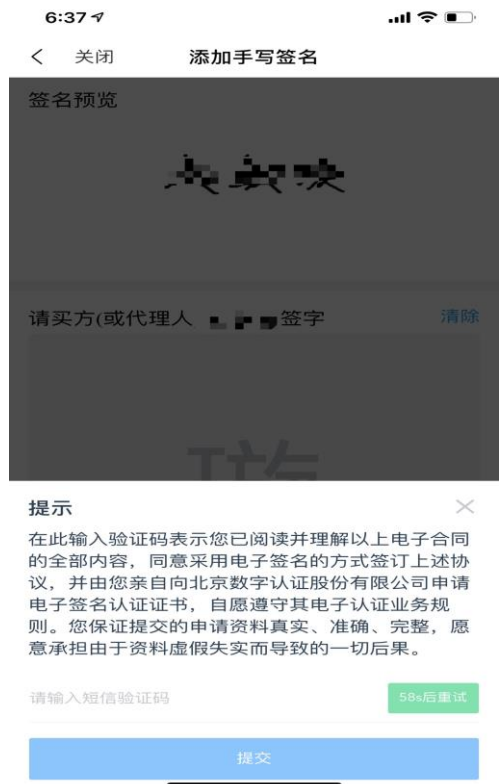 6:37
关闭 添加手写签名
签名预览
请买方(或代理人 签字 清除
提示
在此输入验证码表示您已阅读并理解以上电子合同
的全部内容，同意采用电子签名的方式签订上述协
议，并由您亲自向北京数字认证股份有限公司申请
电子签名认证证书，自愿遵守其电子认证业务规
则。您保证提交的申请资料真实、准确、完整，愿
意承担由于资料虚假失实而导致的一切后果。
请输入短信验证码 58s后重试
提交